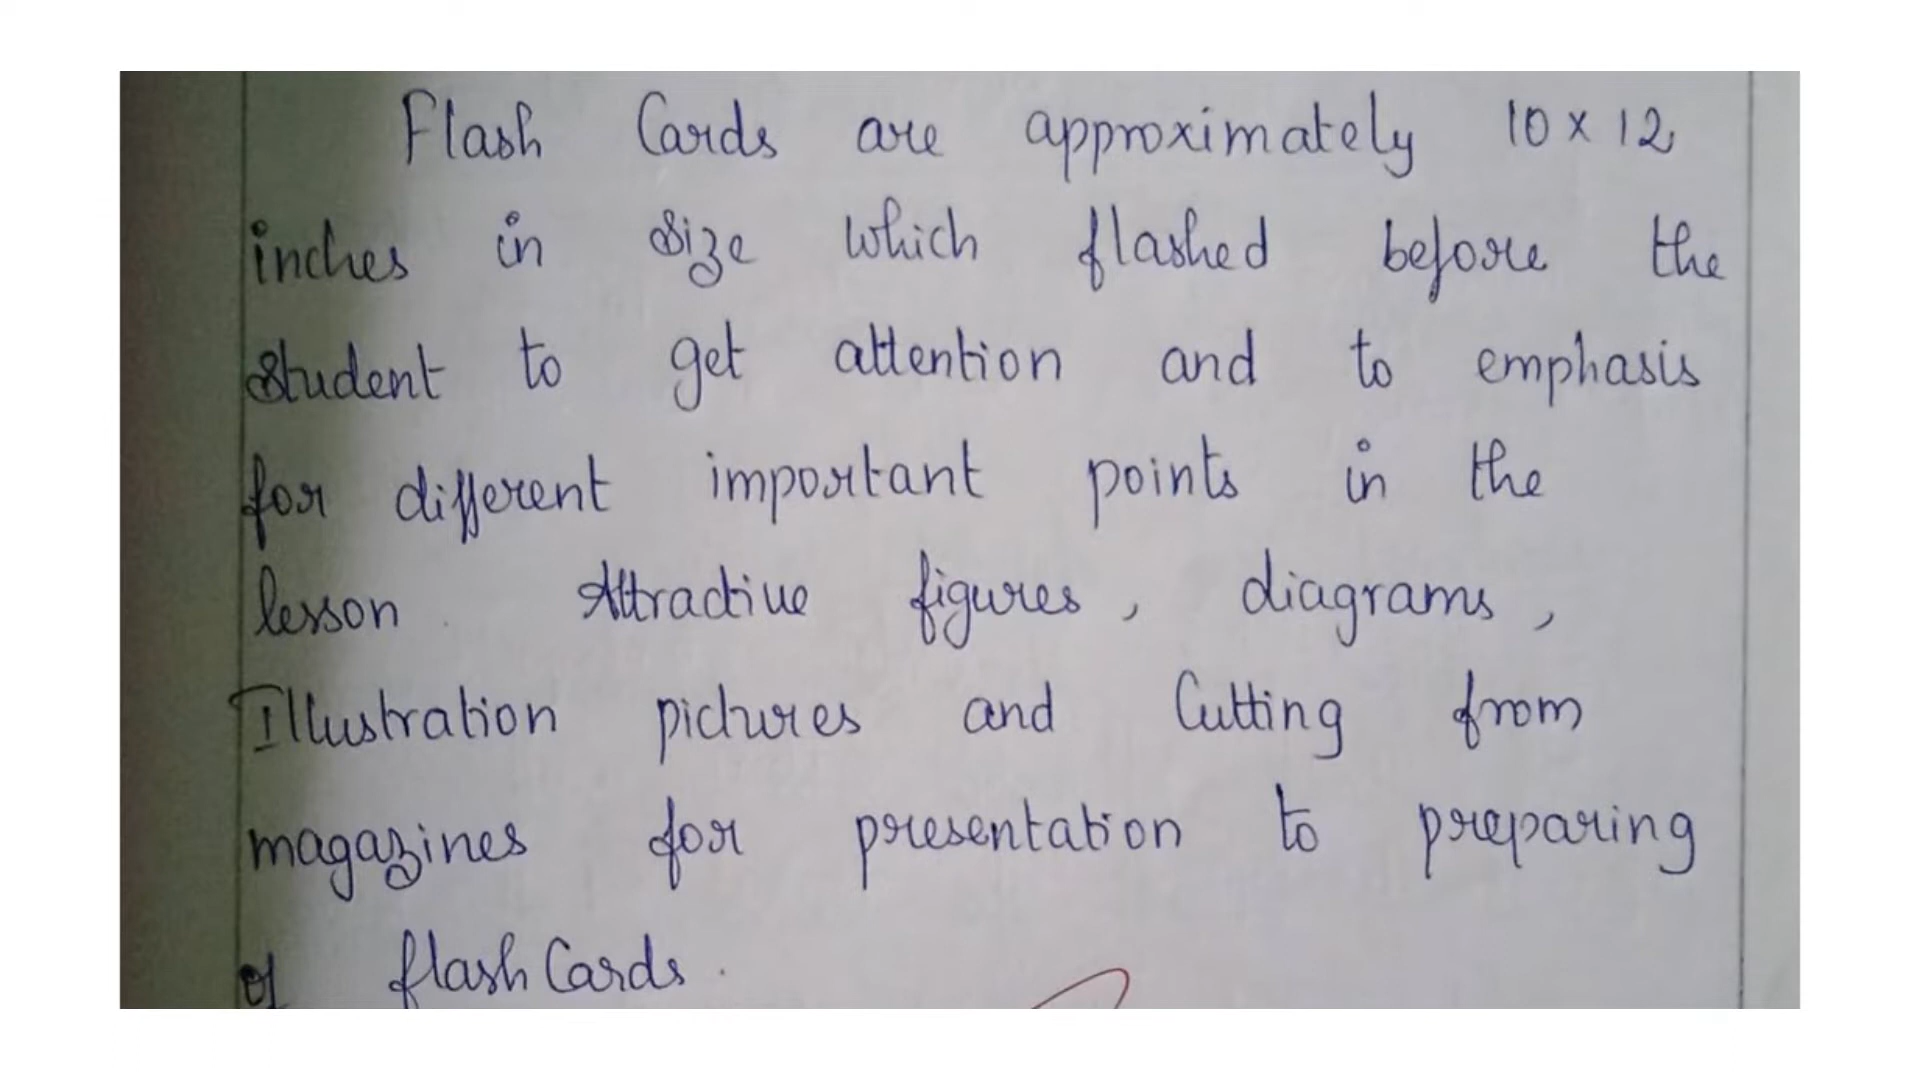 Flash Cards are approximately 10 x 12
inches in size which flashed before the
student to get attention and to emphasis
for different important points in the
lesson. Attractive figures, diagrams,
Illustration pictures and Cutting from
magazines for presentation to preparing
of flash Cards.